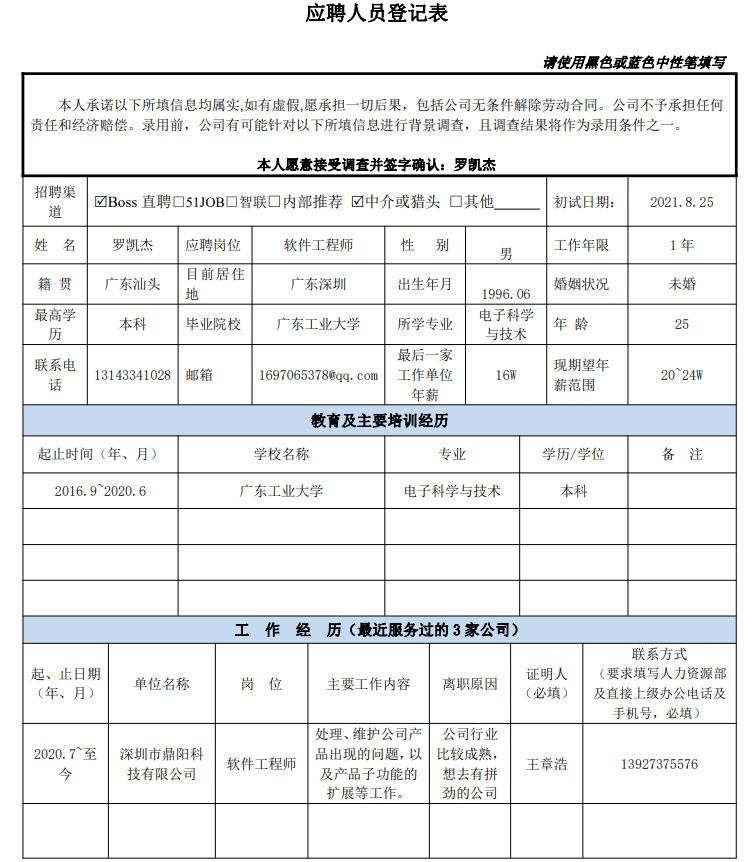 应聘人员登记表
请使用黑色或蓝色中性笔填写
本人承诺以下所填信息均属实,如有虚假,愿承担一切后果，包括公司无条件解除劳动合同。公司不予承担任何
责任和经济赔偿。录用前，公司有可能针对以下所填信息进行背景调查，且调查结果将作为录用条件之一。
本人愿意接受调查并签字确认：罗凯杰
招聘渠
道
☑Boss 直聘□51JOB□智联□内部推荐 ☑中介或猎头 □其他______
初试日期：
2021.8.25
姓 名
罗凯杰
应聘岗位
软件工程师
性 别
男
工作年限
1 年
籍 贯
广东汕头
目前居住
地
广东深圳
出生年月
1996.06
婚姻状况
未婚
最高学
历
本科
毕业院校
广东工业大学
所学专业
电子科学
与技术
年 龄
25
联系电
话
13143341028
邮箱
1697065378@qq.com
最后一家
工作单位
年薪
16W
现期望年
薪范围
20~24W
教育及主要培训经历
起止时间（年、月）
学校名称
专业
学历/学位
备 注
2016.9~2020.6
广东工业大学
电子科学与技术
本科
工 作 经 历（最近服务过的 3 家公司）
起、止日期
（年、月）
单位名称
岗 位
主要工作内容
离职原因
证明人
（必填）
联系方式
（要求填写人力资源部
及直接上级办公电话及
手机号，必填）
2020.7~至
今
深圳市鼎阳科
技有限公司
软件工程师
处理、维护公司产
品出现的问题，以
及产品子功能的
扩展等工作。
公司行业
比较成熟，
想去有拼
劲的公司
王章浩
13927375576